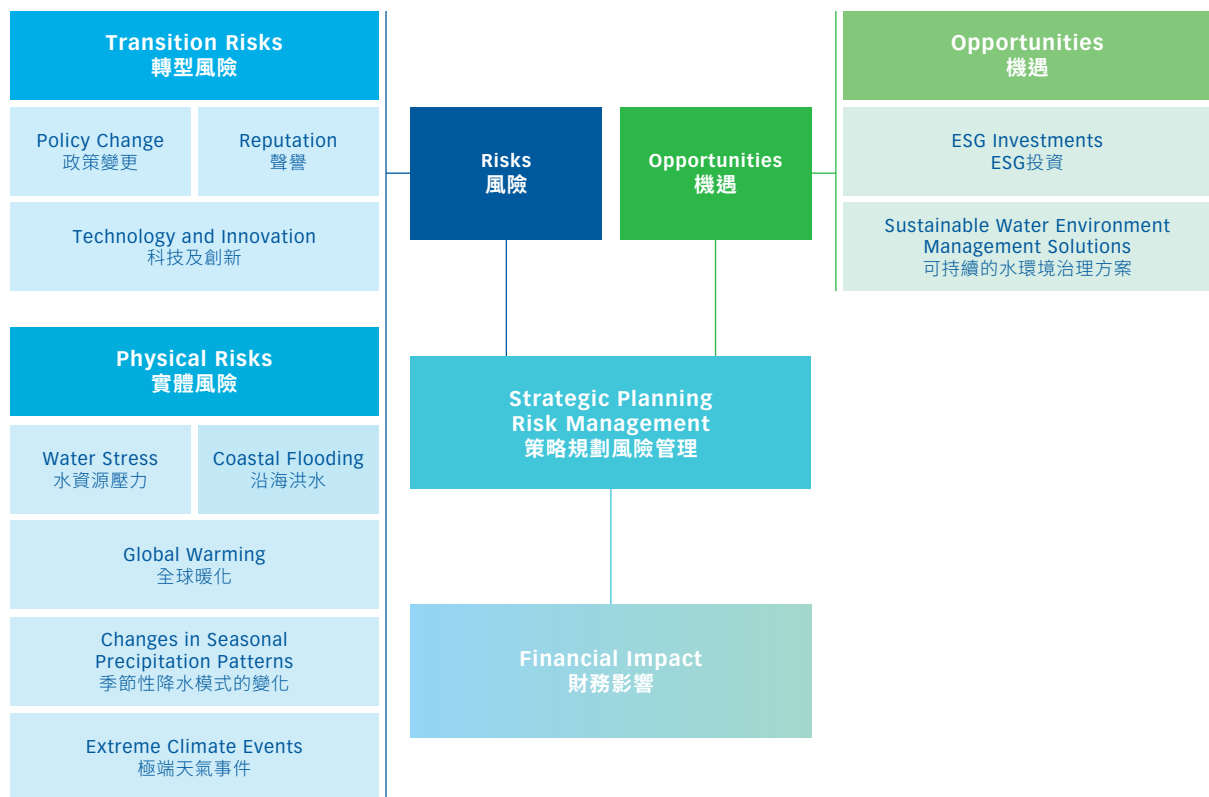 Transition Risks
轉型風險
Policy Change
政策變更
Reputation
聲譽
Technology and Innovation
科技及創新
Physical Risks
實體風險
Water Stress
水資源壓力
Coastal Flooding
沿海洪水
Global Warming
全球暖化
Changes in Seasonal
Precipitation Patterns
季節性降水模式的變化
Extreme Climate Events
極端天氣事件
Risks
風險
Opportunities
機遇
Strategic Planning
Risk Management
策略規劃風險管理
Financial Impact
財務影響
Opportunities
機遇
ESG Investments
ESG投資
Sustainable Water Environment
Management Solutions
可持續的水環境治理方案